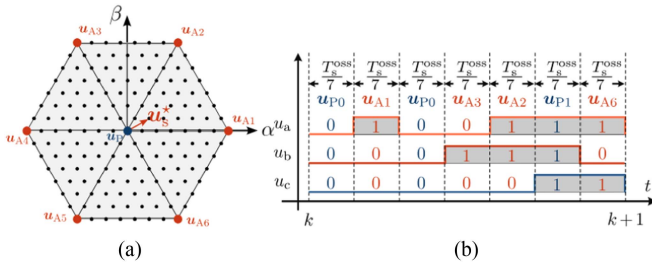 β
u_A3
u_A2
u_s*
u_A1
u_P
α
u_A4
u_A5
u_A6
(a)
T_s^oss/7 T_s^oss/7 T_s^oss/7 T_s^oss/7 T_s^oss/7 T_s^oss/7 T_s^oss/7
u_P0 u_A1 u_P0 u_A3 u_A2 u_P1 u_A6
u_a 0 1 0 0 1 1 1
u_b 0 0 0 1 1 1 0
u_c 0 0 0 0 0 1 1
t
k k+1
(b)